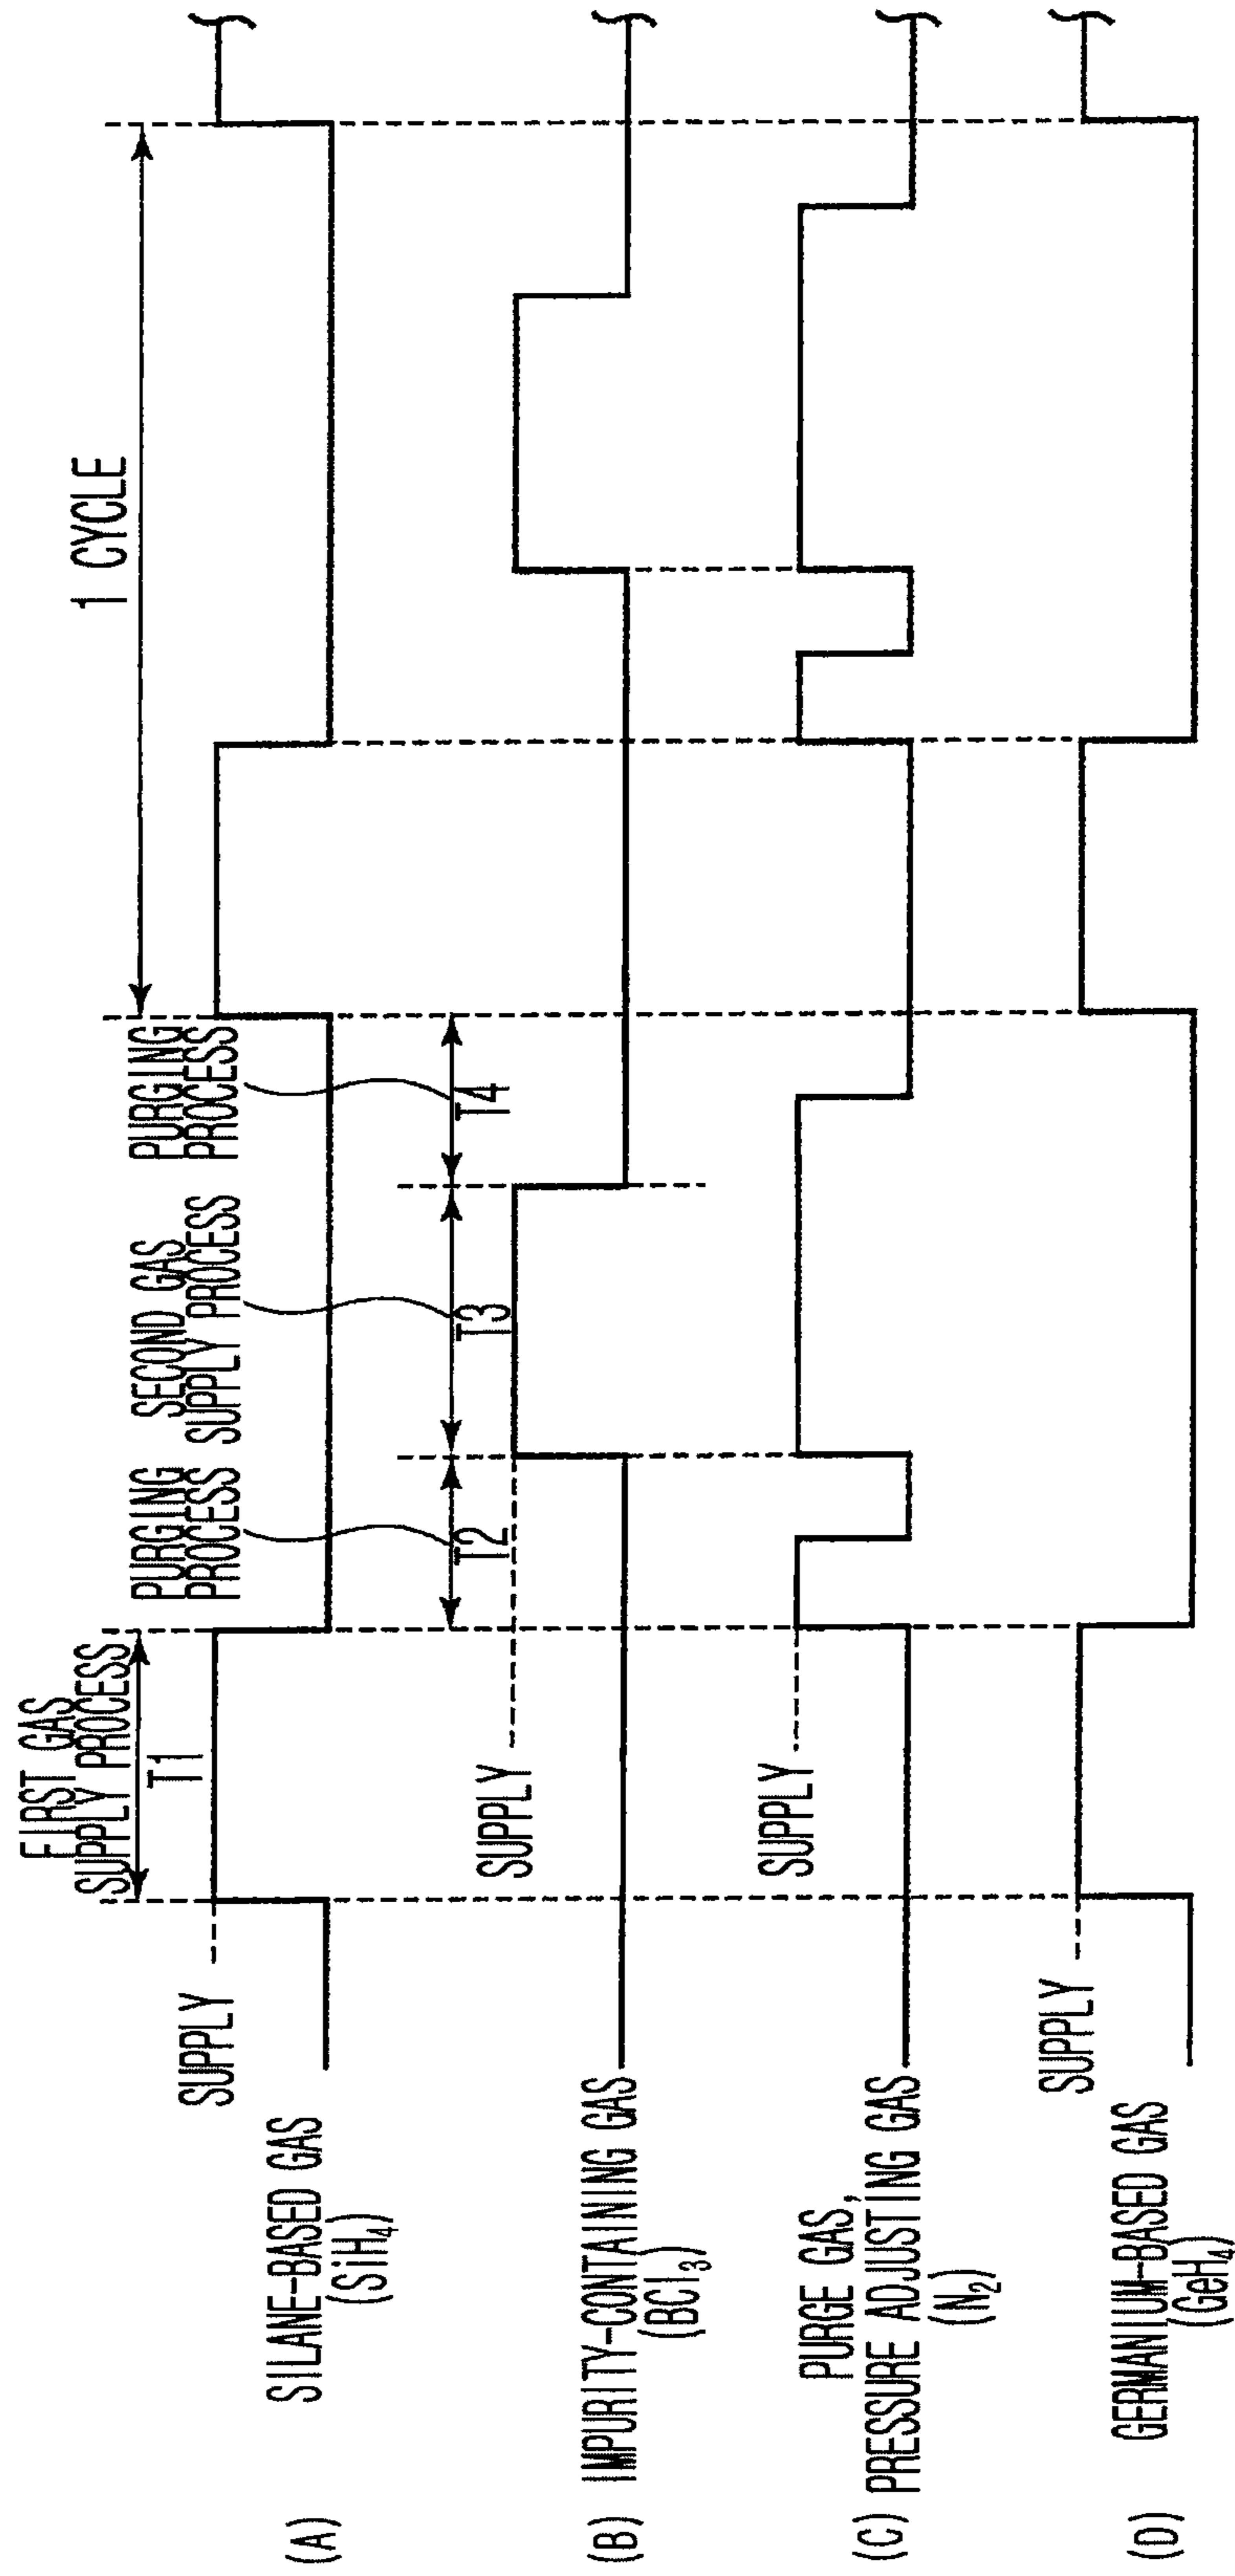 1 CYCLE
FIRST GAS
SUPPLY PROCESS
T1
PURGING
PROCESS
SECOND GAS
SUPPLY PROCESS
PURGING
PROCESS
T2
T3
T4
SUPPLY
(A)
SILANE-BASED GAS
(SiH₄)
SUPPLY
(B)
IMPURITY-CONTAINING GAS
(BCl₃)
SUPPLY
(C)
PURGE GAS,
PRESSURE ADJUSTING GAS
(N₂)
SUPPLY
(D)
GERMANIUM-BASED GAS
(GeH₄)